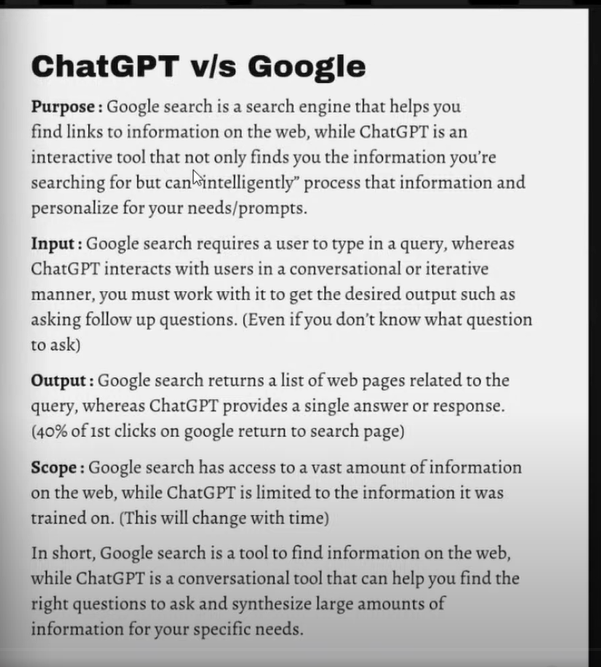 ChatGPT v/s Google
Purpose : Google search is a search engine that helps you
find links to information on the web, while ChatGPT is an
interactive tool that not only finds you the information you're
searching for but can "intelligently" process that information and
personalize for your needs/prompts.
Input : Google search requires a user to type in a query, whereas
ChatGPT interacts with users in a conversational or iterative
manner, you must work with it to get the desired output such as
asking follow up questions. (Even if you don't know what question
to ask)
Output : Google search returns a list of web pages related to the
query, whereas ChatGPT provides a single answer or response.
(40% of 1st clicks on google return to search page)
Scope : Google search has access to a vast amount of information
on the web, while ChatGPT is limited to the information it was
trained on. (This will change with time)
In short, Google search is a tool to find information on the web,
while ChatGPT is a conversational tool that can help you find the
right questions to ask and synthesize large amounts of
information for your specific needs.